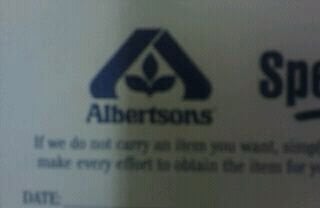 Albertsons
Spe
If we do not carry an item you want, simpl
make every effort to obtain the item for yo
DATE: